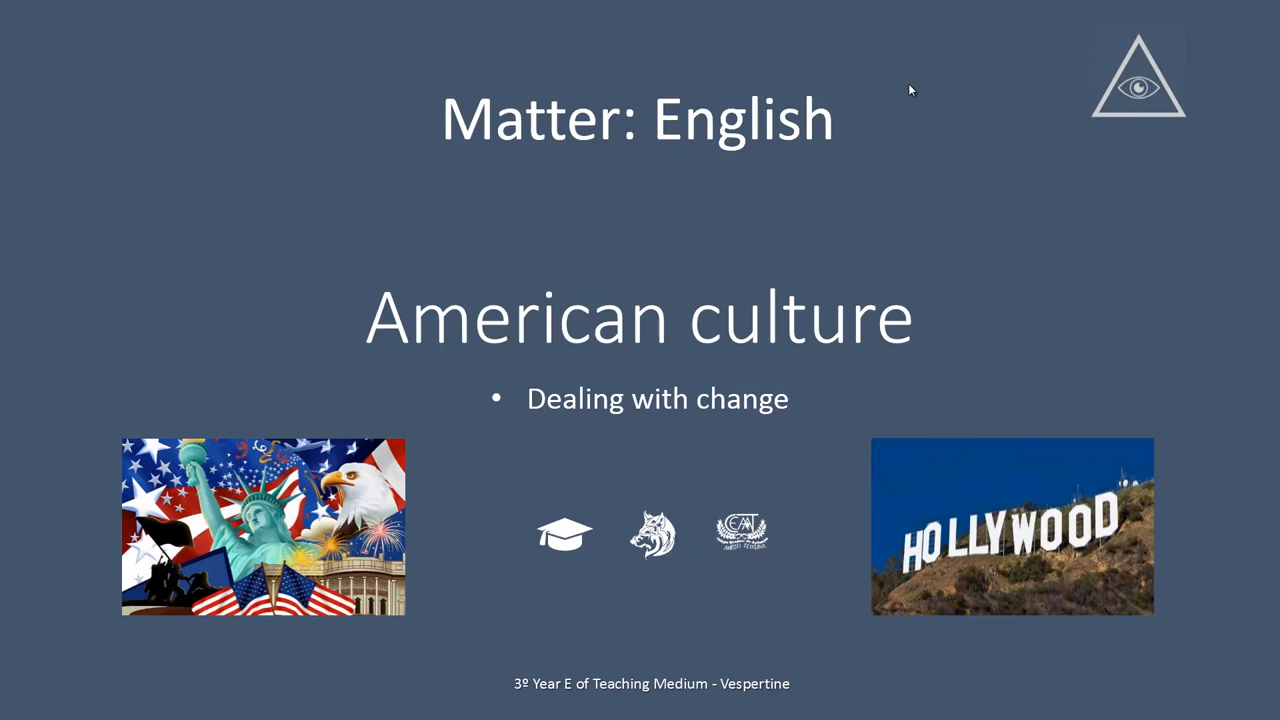 Matter: English
American culture
• Dealing with change
HOLLYWOOD
3º Year E of Teaching Medium - Vespertine